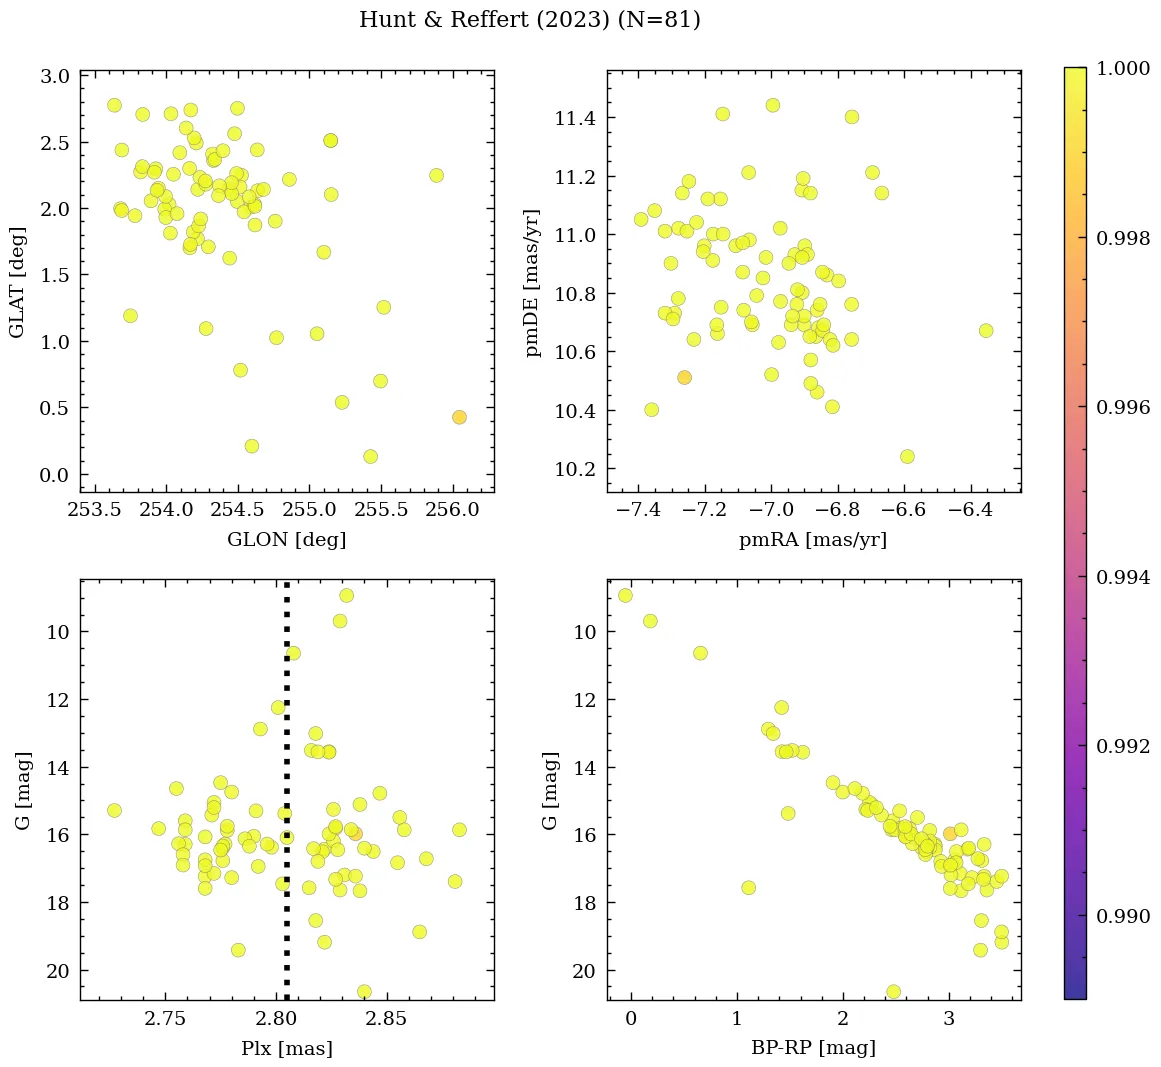 Hunt & Reffert (2023) (N=81)
3.0
2.5
2.0
1.5
1.0
0.5
0.0
GLAT [deg]
253.5 254.0 254.5 255.0 255.5 256.0
GLON [deg]
11.4
11.2
11.0
10.8
10.6
10.4
10.2
pmDE [mas/yr]
−7.4 −7.2 −7.0 −6.8 −6.6 −6.4
pmRA [mas/yr]
1.000
0.998
0.996
0.994
0.992
0.990
10
12
14
16
18
20
G [mag]
2.75 2.80 2.85
Plx [mas]
10
12
14
16
18
20
G [mag]
0 1 2 3
BP-RP [mag]